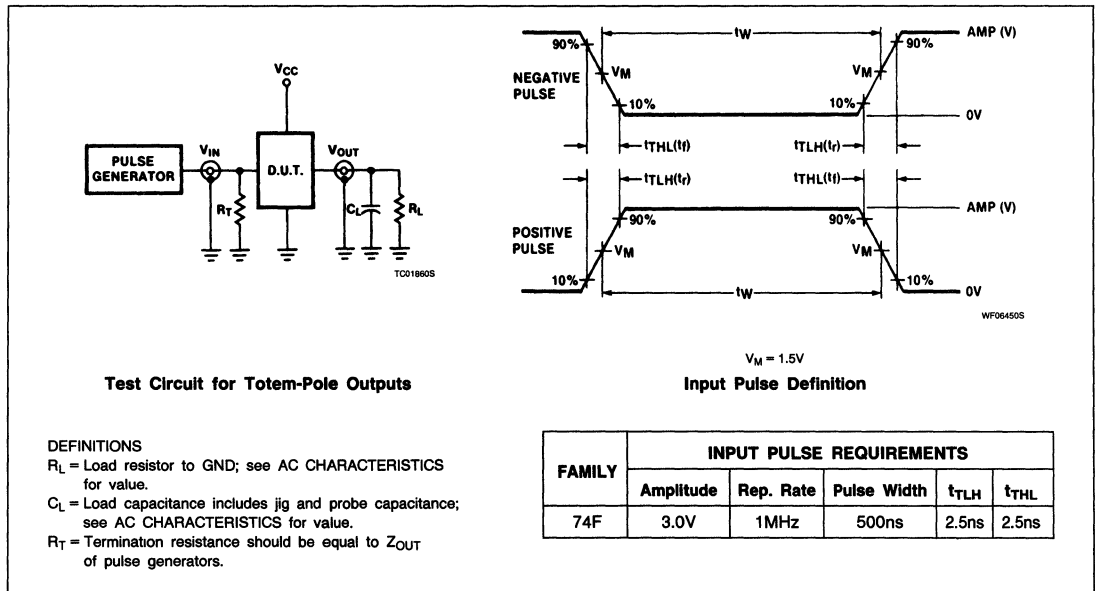 VCC
PULSE
GENERATOR
VIN
RT
D.U.T.
VOUT
CL
RL
TC01860S
Test Circuit for Totem-Pole Outputs
NEGATIVE
PULSE
90%
VM
10%
tW
10%
VM
90%
AMP (V)
0V
tTHL(tf)
tTLH(tr)
tTLH(tr)
tTHL(tf)
POSITIVE
PULSE
10%
VM
90%
tW
90%
VM
10%
AMP (V)
0V
WF06450S
VM = 1.5V
Input Pulse Definition
DEFINITIONS
RL = Load resistor to GND; see AC CHARACTERISTICS
for value.
CL = Load capacitance includes jig and probe capacitance;
see AC CHARACTERISTICS for value.
RT = Termination resistance should be equal to ZOUT
of pulse generators.
FAMILY
INPUT PULSE REQUIREMENTS
Amplitude Rep. Rate Pulse Width tTLH tTHL
74F 3.0V 1MHz 500ns 2.5ns 2.5ns